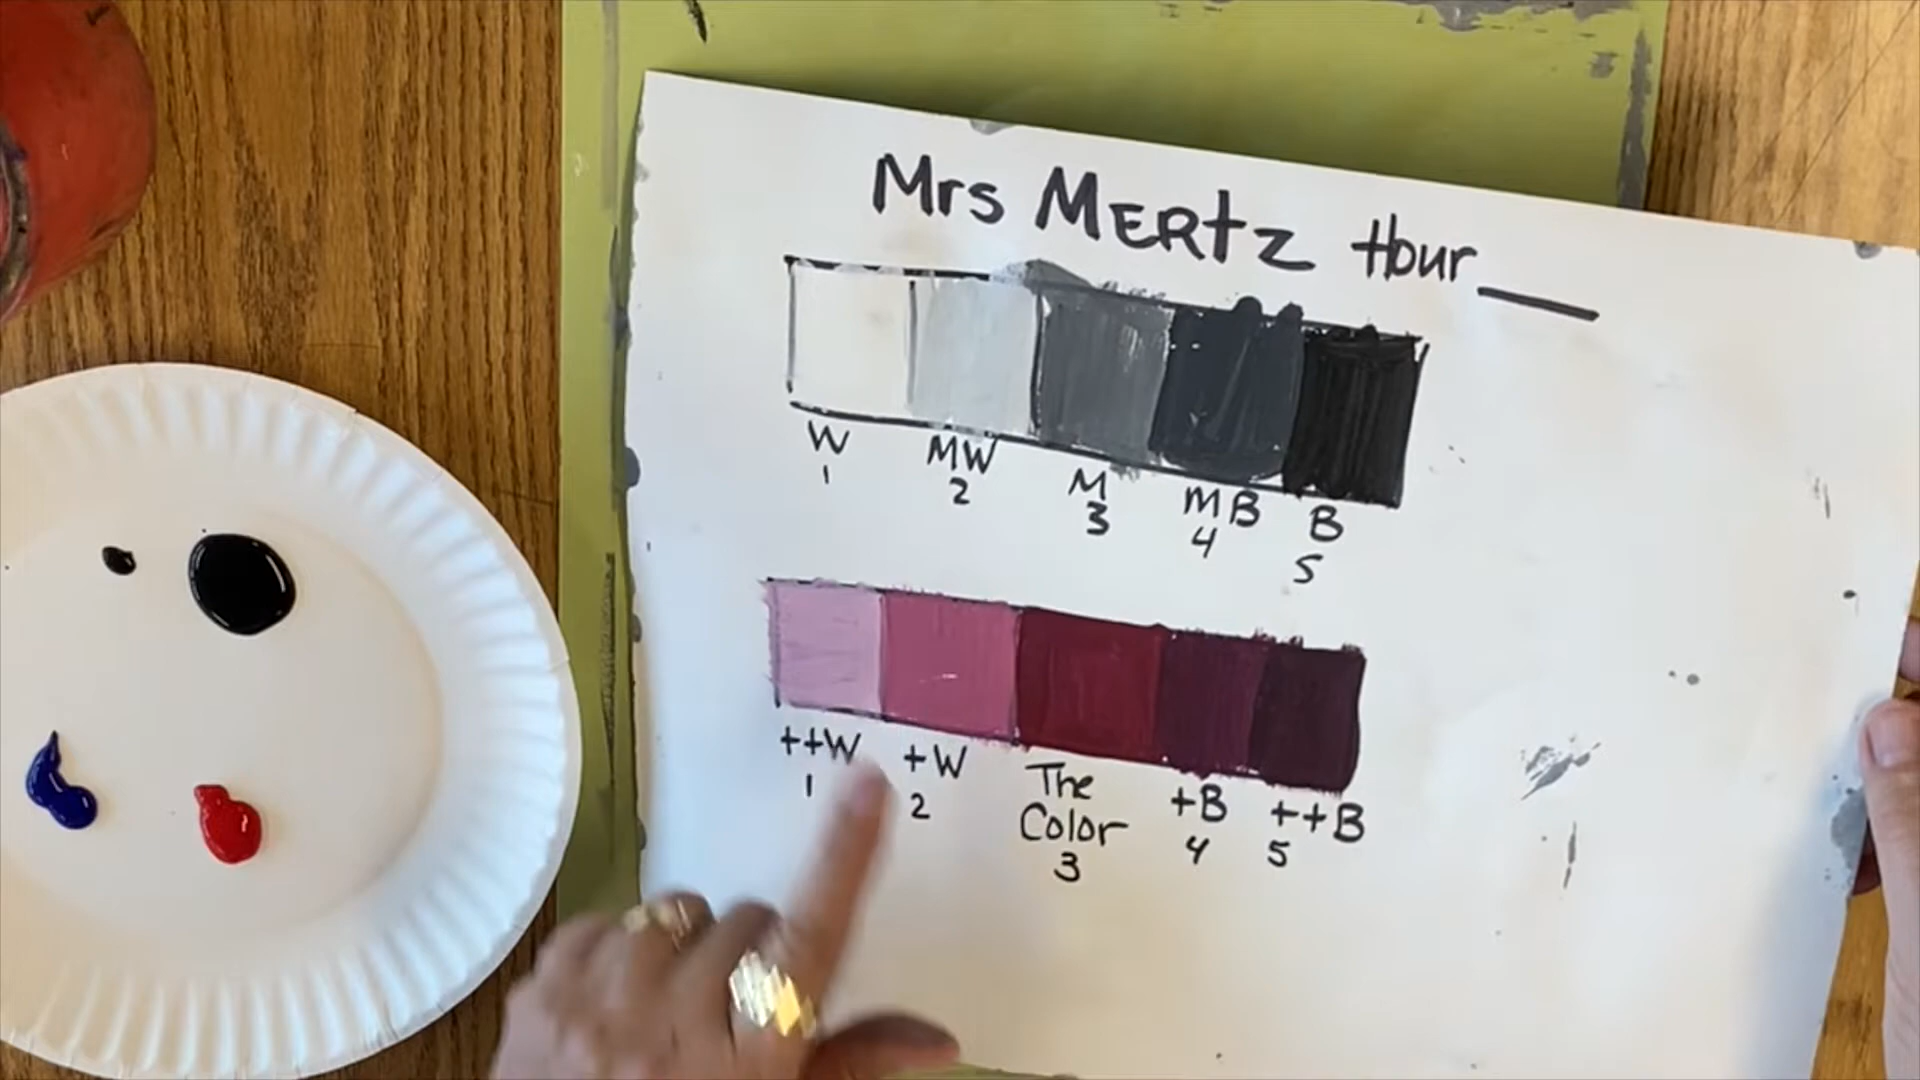 Mrs MERtz Hour
W MW M MB B
1 2 3 4 5
++W +W The Color +B ++B
1 2 3 4 5